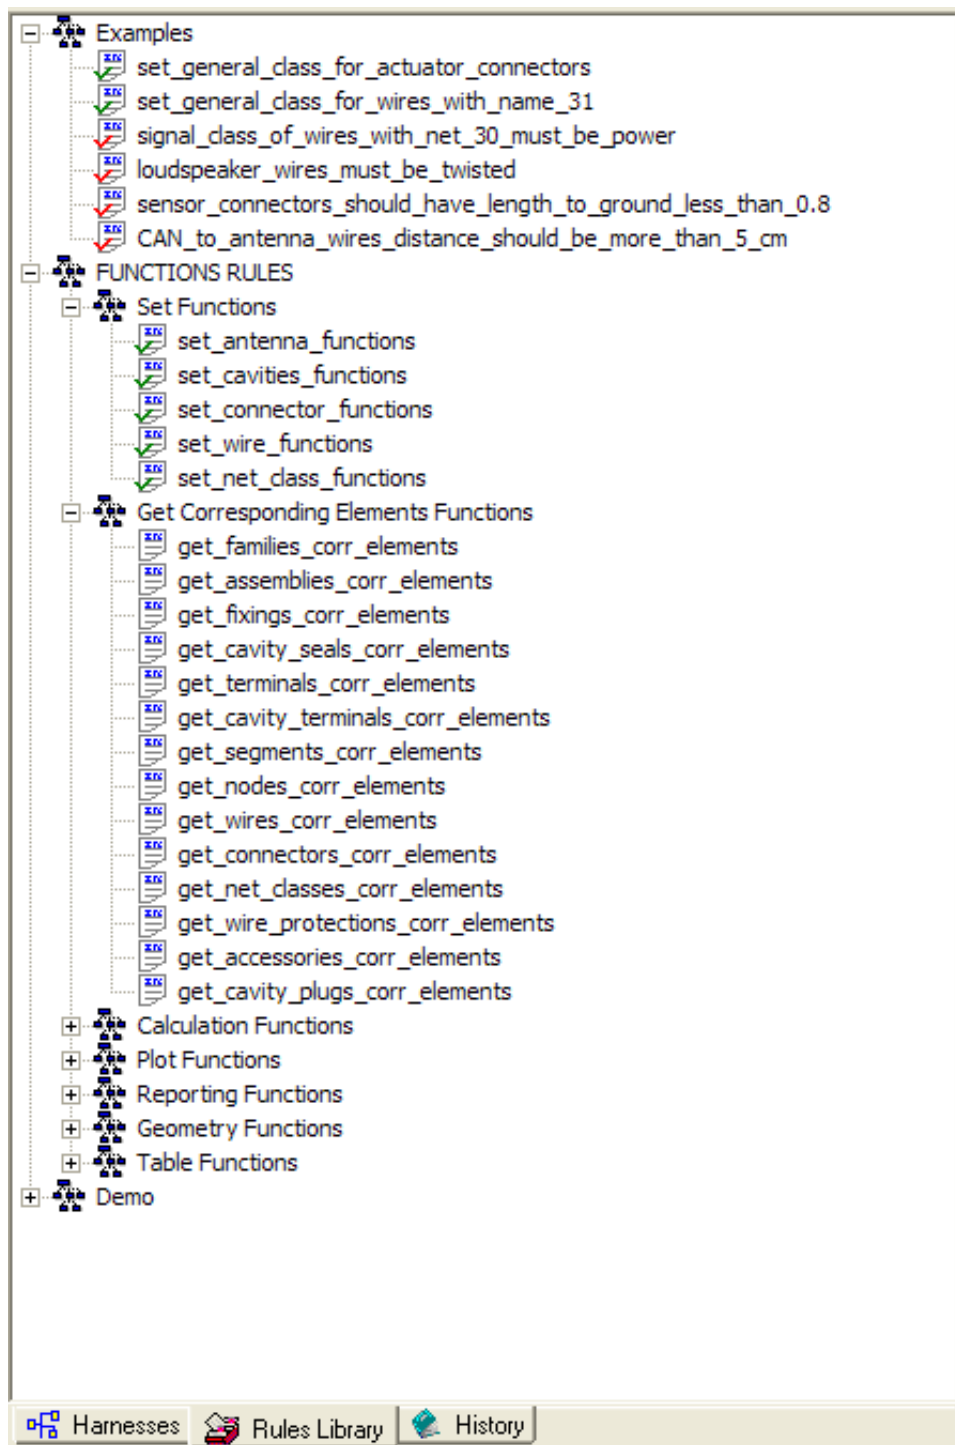 Examples
set_general_class_for_actuator_connectors
set_general_class_for_wires_with_name_31
signal_class_of_wires_with_net_30_must_be_power
loudspeaker_wires_must_be_twisted
sensor_connectors_should_have_length_to_ground_less_than_0.8
CAN_to_antenna_wires_distance_should_be_more_than_5_cm
FUNCTIONS RULES
Set Functions
set_antenna_functions
set_cavities_functions
set_connector_functions
set_wire_functions
set_net_class_functions
Get Corresponding Elements Functions
get_families_corr_elements
get_assemblies_corr_elements
get_fixings_corr_elements
get_cavity_seals_corr_elements
get_terminals_corr_elements
get_cavity_terminals_corr_elements
get_segments_corr_elements
get_nodes_corr_elements
get_wires_corr_elements
get_connectors_corr_elements
get_net_classes_corr_elements
get_wire_protections_corr_elements
get_accessories_corr_elements
get_cavity_plugs_corr_elements
Calculation Functions
Plot Functions
Reporting Functions
Geometry Functions
Table Functions
Demo
Harnesses Rules Library History